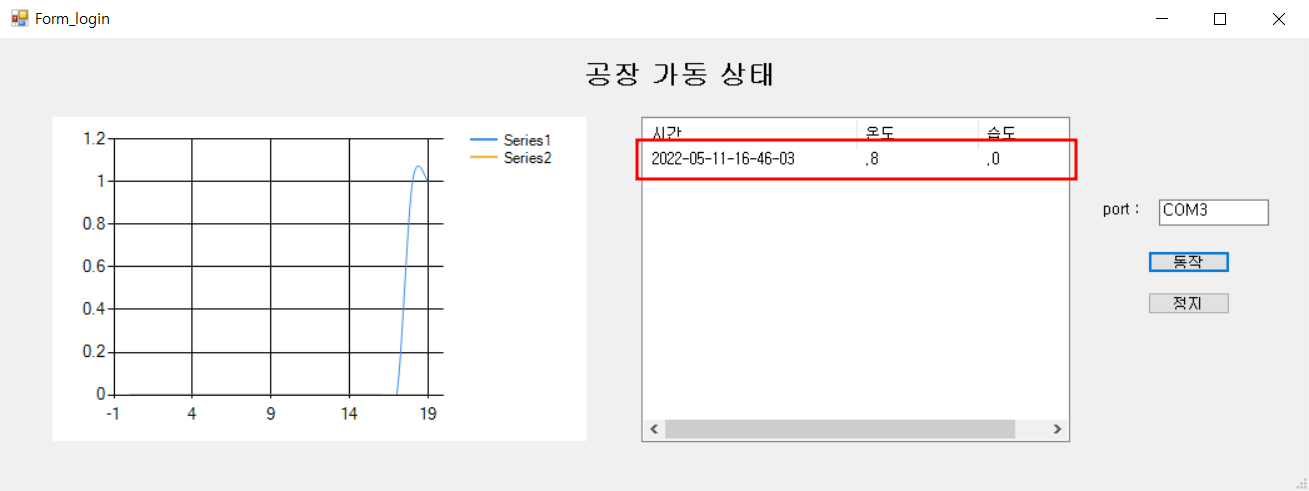 Form_login
공장 가동 상태
1.2
1
0.8
0.6
0.4
0.2
0
-1 4 9 14 19
Series1
Series2
시간 온도 습도
2022-05-11-16-46-03 .8 .0
port : COM3
동작
정지